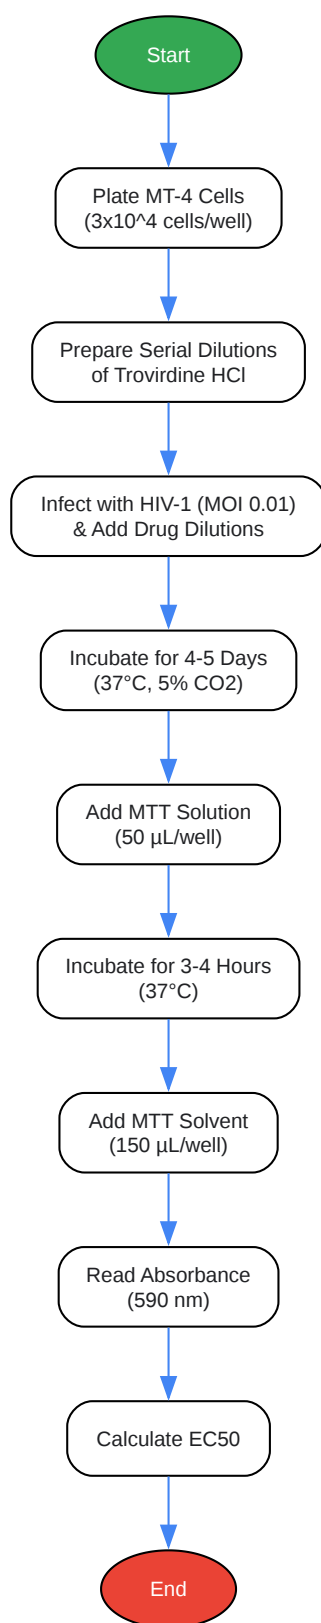 Start
Plate MT-4 Cells
(3x10^4 cells/well)
Prepare Serial Dilutions
of Trovirdine HCl
Infect with HIV-1 (MOI 0.01)
& Add Drug Dilutions
Incubate for 4-5 Days
(37°C, 5% CO2)
Add MTT Solution
(50 µL/well)
Incubate for 3-4 Hours
(37°C)
Add MTT Solvent
(150 µL/well)
Read Absorbance
(590 nm)
Calculate EC50
End